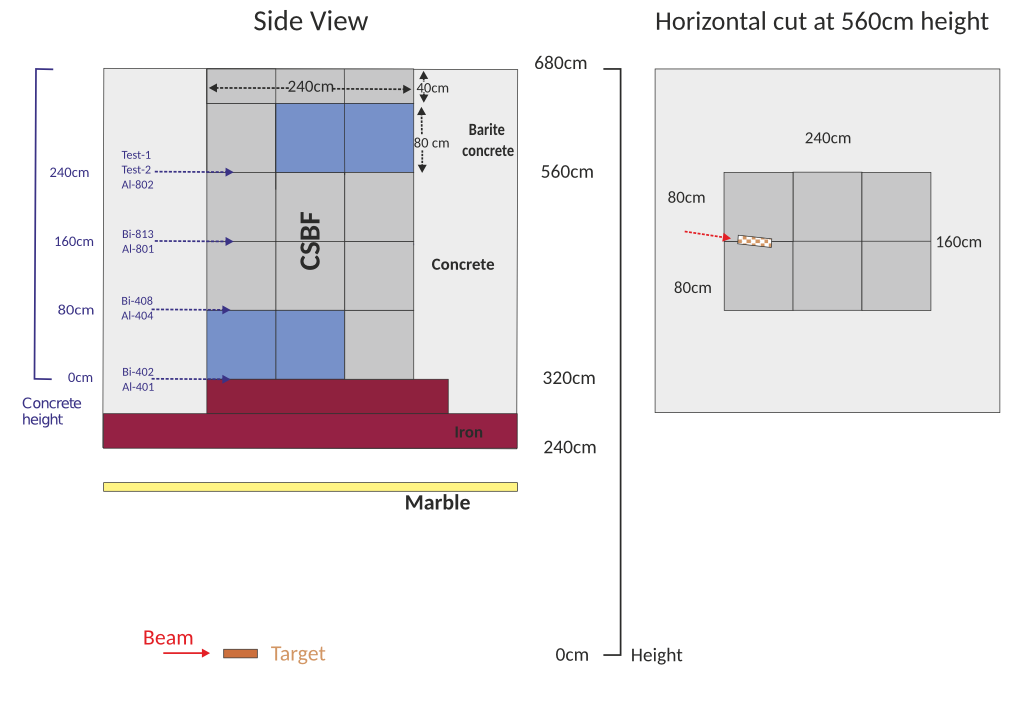 Side View
Horizontal cut at 560cm height
680cm
240cm
40cm
80 cm
Barite
concrete
Test-1
Test-2
Al-802
240cm
560cm
Bi-813
Al-801
160cm
CSBF
Concrete
Bi-408
Al-404
80cm
Bi-402
Al-401
0cm
320cm
Concrete
height
Iron
240cm
Marble
Beam
Target
0cm
Height
240cm
80cm
160cm
80cm